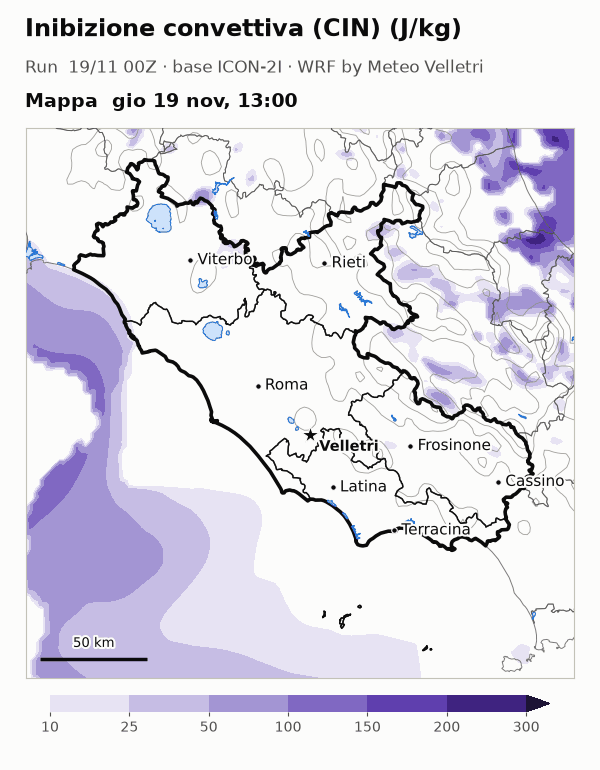 Inibizione convettiva (CIN) (J/kg)
Run  19/11 00Z · base ICON-2I · WRF by Meteo Velletri
Mappa  gio 19 nov, 13:00
Viterbo
Rieti
Roma
Velletri
Frosinone
Latina
Cassino
Terracina
50 km
10 25 50 100 150 200 300